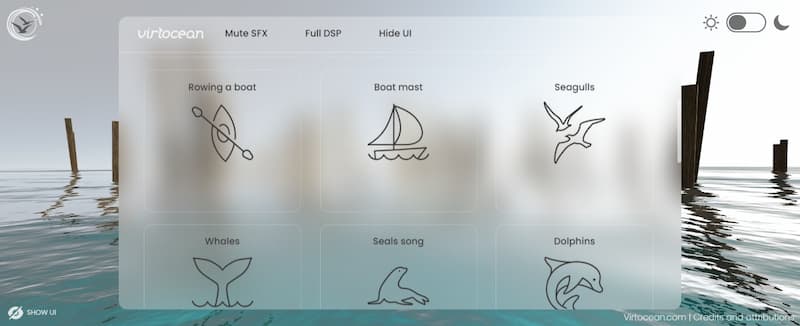 virtocean
Mute SFX
Full DSP
Hide UI
Rowing a boat
Boat mast
Seagulls
Whales
Seals song
Dolphins
SHOW UI
Virtocean.com | Credits and attributions